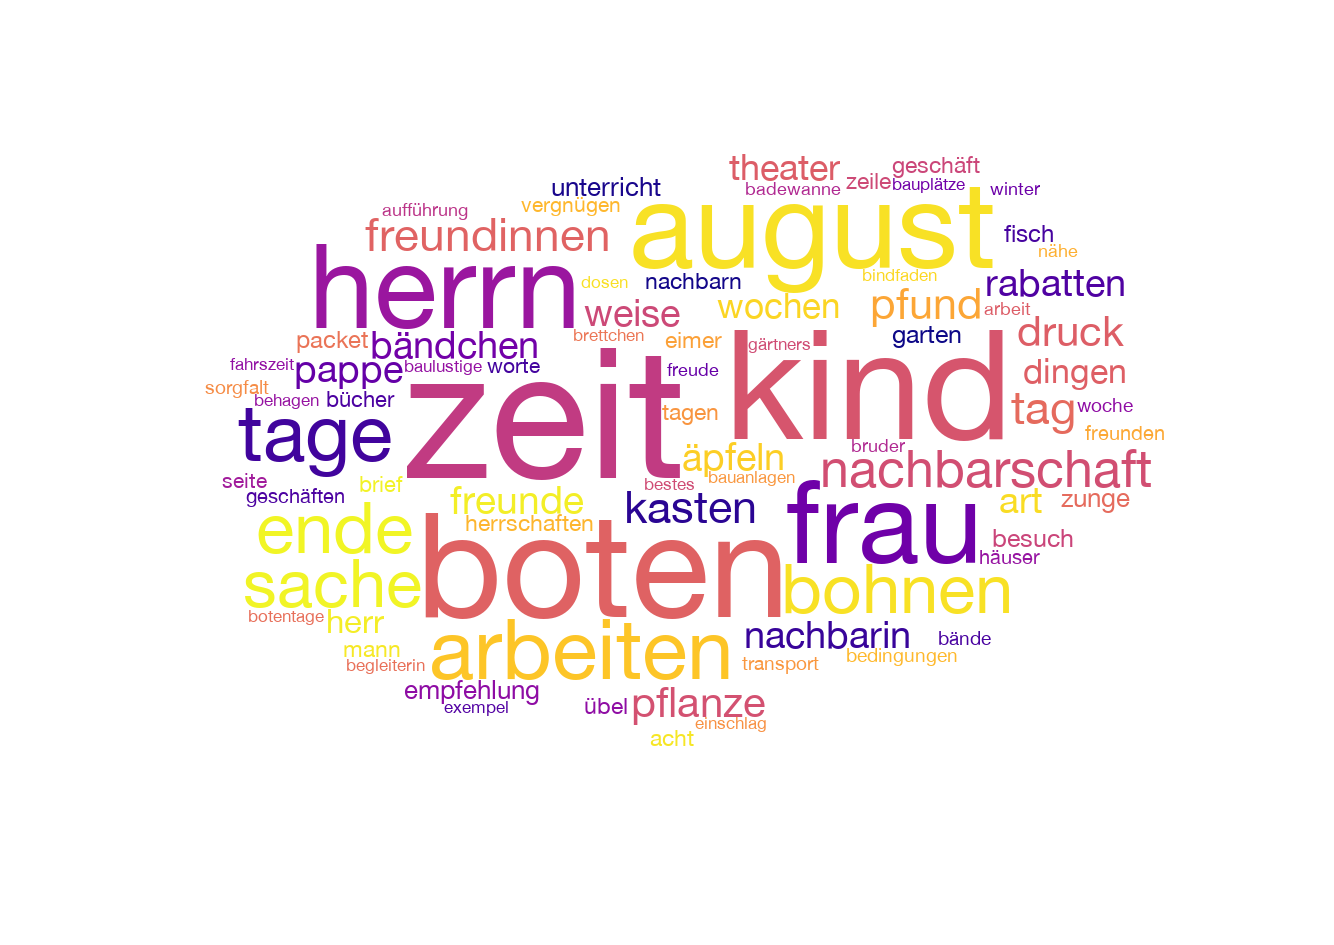 theater
geschäft
unterricht
badewanne
zeile
bauplätze
winter
aufführung
vergnügen
august
freundinnen
fisch
nähe
herrn
dosen
nachbarn
bindfaden
rabatten
weise
wochen
pfund
arbeit
packet
bändchen
brettchen
eimer
gärtners
garten
druck
fahrszeit
pappe
baulustige
worte
zeit
freude
kind
dingen
sorgfalt
behagen
bücher
tagen
tag
woche
tage
freunden
bruder
äpfeln
nachbarschaft
seite
geschäften
brief
bestes
bauanlagen
freunde
kasten
frau
art
zunge
ende
herrschaften
besuch
häuser
sache
boten
bohnen
botentage
herr
nachbarin
bände
mann
arbeiten
begleiterin
transport
bedingungen
empfehlung
exempel
übel
pflanze
einschlag
acht